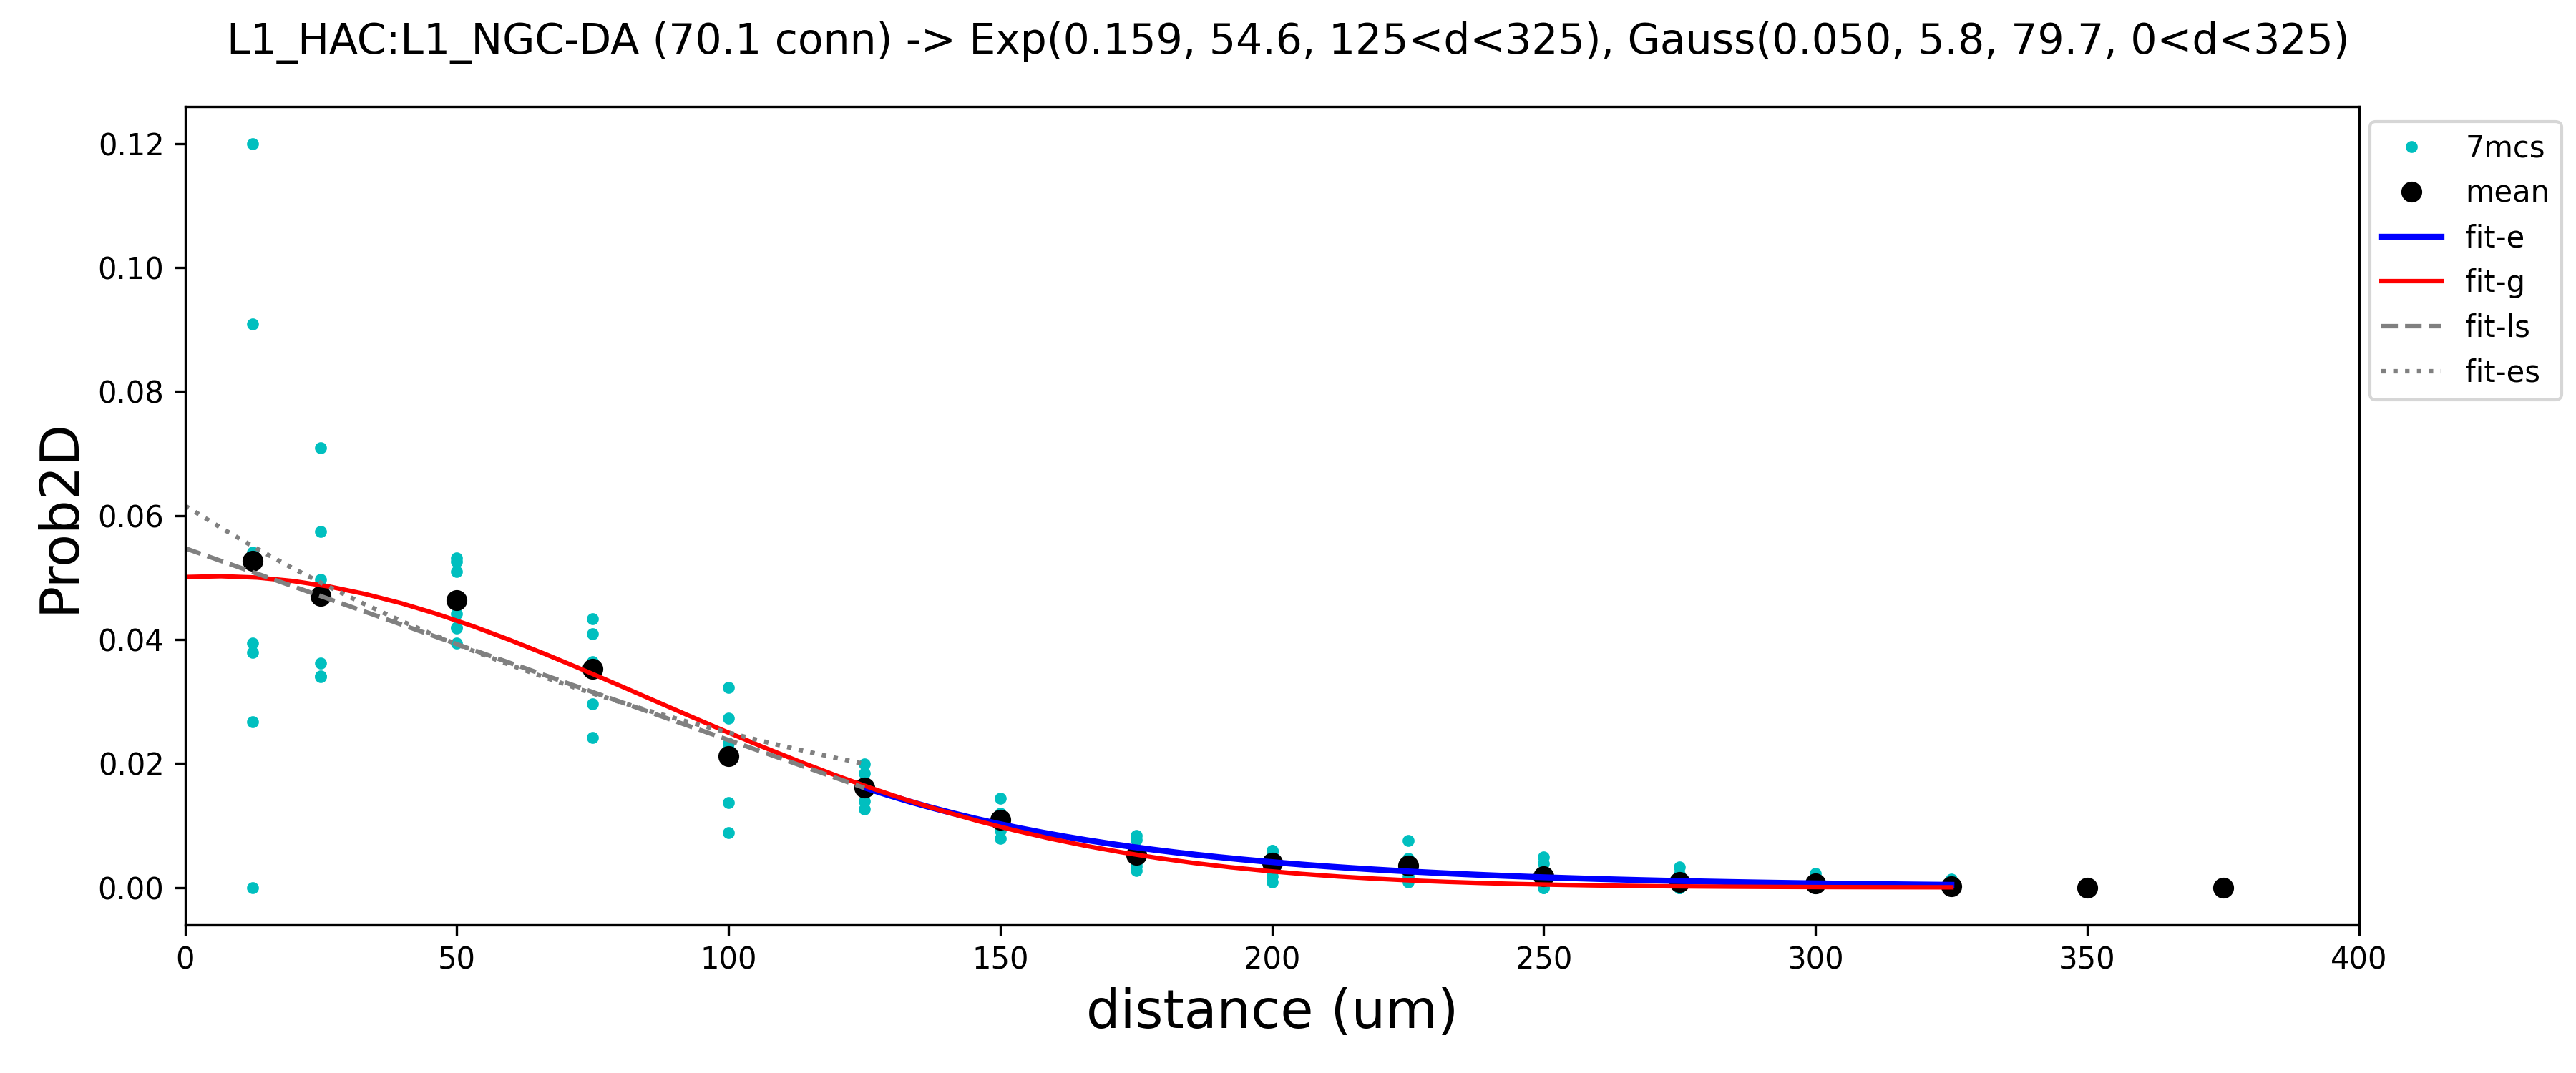 L1_HAC:L1_NGC-DA (70.1 conn) -> Exp(0.159, 54.6, 125<d<325), Gauss(0.050, 5.8, 79.7, 0<d<325)
0.12
0.10
0.08
0.06
0.04
0.02
0.00
Prob2D
0 50 100 150 200 250 300 350 400
distance (um)
7mcs
mean
fit-e
fit-g
fit-ls
fit-es